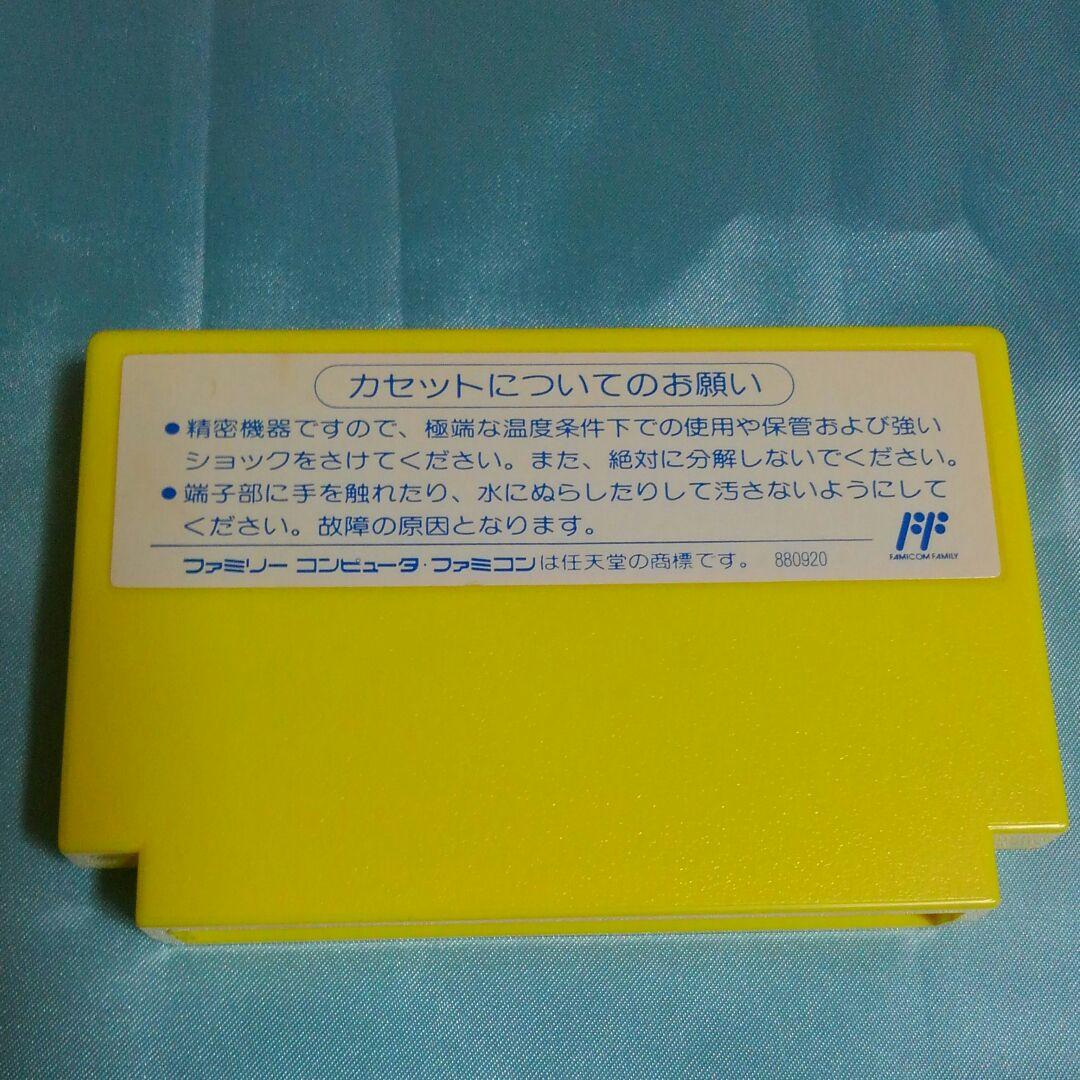 カセットについてのお願い
●精密機器ですので、極端な温度条件下での使用や保管および強い
ショックをさけてください。また、絶対に分解しないでください。
●端子部に手を触れたり、水にぬらしたりして汚さないようにして
ください。故障の原因となります。
FF
FAMICOM FAMILY
ファミリー コンピュータ・ファミコンは任天堂の商標です。 880920